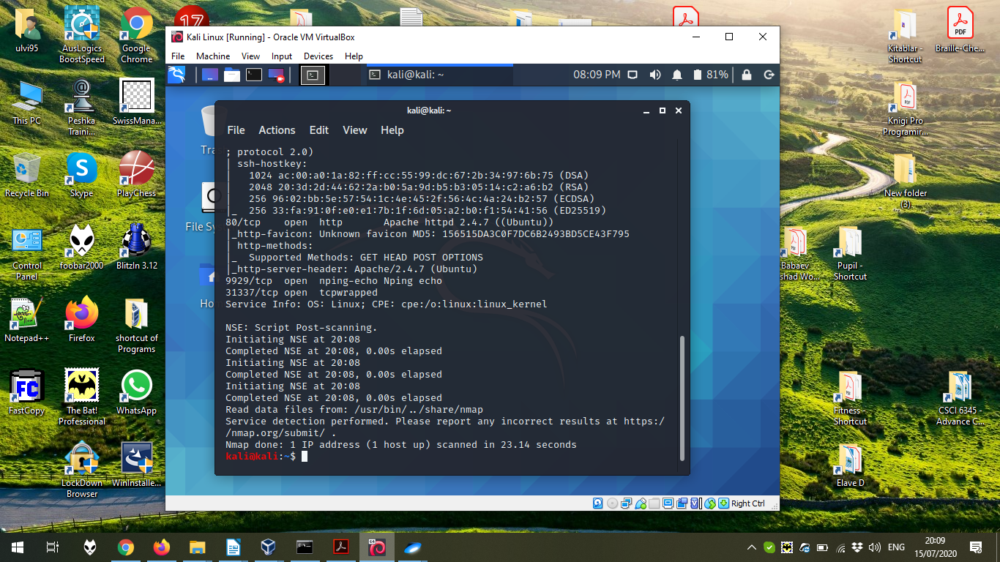 ulvi95
AusLogics BoostSpeed
Google Chrome
17
Kitablar - Shortcut
PDF
Braille-Che...
This PC
Peshka Traini...
SwissMana...
Knigi Pro Programir...
Recycle Bin
Skype
PlayChess
New folder (3)
Control Panel
foobar2000
BlitzIn 3.12
Babaev
shad Wo...
Pupil - Shortcut
Notepad++
Firefox
shortcut of Programs
FC
FastCopy
The Bat! Professional
WhatsApp
Fitness - Shortcut
CSCI 6345 - Advance C...
LockDown Browser
WinInstalle...
Elave D
Kali Linux [Running] - Oracle VM VirtualBox
File Machine View Input Devices Help
kali@kali: ~
08:09 PM
81%
kali@kali: ~
File Actions Edit View Help
Tra
File Sy
Ho
; protocol 2.0)
| ssh-hostkey:
|   1024 ac:00:a0:1a:82:ff:cc:55:99:dc:67:2b:34:97:6b:75 (DSA)
|   2048 20:3d:2d:44:62:2a:b0:5a:9d:b5:b3:05:14:c2:a6:b2 (RSA)
|   256 96:02:bb:5e:57:54:1c:4e:45:2f:56:4c:4a:24:b2:57 (ECDSA)
|_  256 33:fa:91:0f:e0:e1:7b:1f:6d:05:a2:b0:f1:54:41:56 (ED25519)
80/tcp    open  http       Apache httpd 2.4.7 ((Ubuntu))
|_http-favicon: Unknown favicon MD5: 156515DA3C0F7DC6B2493BD5CE43F795
| http-methods:
|_  Supported Methods: GET HEAD POST OPTIONS
|_http-server-header: Apache/2.4.7 (Ubuntu)
9929/tcp  open  nping-echo Nping echo
31337/tcp open  tcpwrapped
Service Info: OS: Linux; CPE: cpe:/o:linux:linux_kernel
NSE: Script Post-scanning.
Initiating NSE at 20:08
Completed NSE at 20:08, 0.00s elapsed
Initiating NSE at 20:08
Completed NSE at 20:08, 0.00s elapsed
Initiating NSE at 20:08
Completed NSE at 20:08, 0.00s elapsed
Read data files from: /usr/bin/../share/nmap
Service detection performed. Please report any incorrect results at https:/
/nmap.org/submit/ .
Nmap done: 1 IP address (1 host up) scanned in 23.14 seconds
kali@kali:~$
Right Ctrl
ENG
20:09
15/07/2020